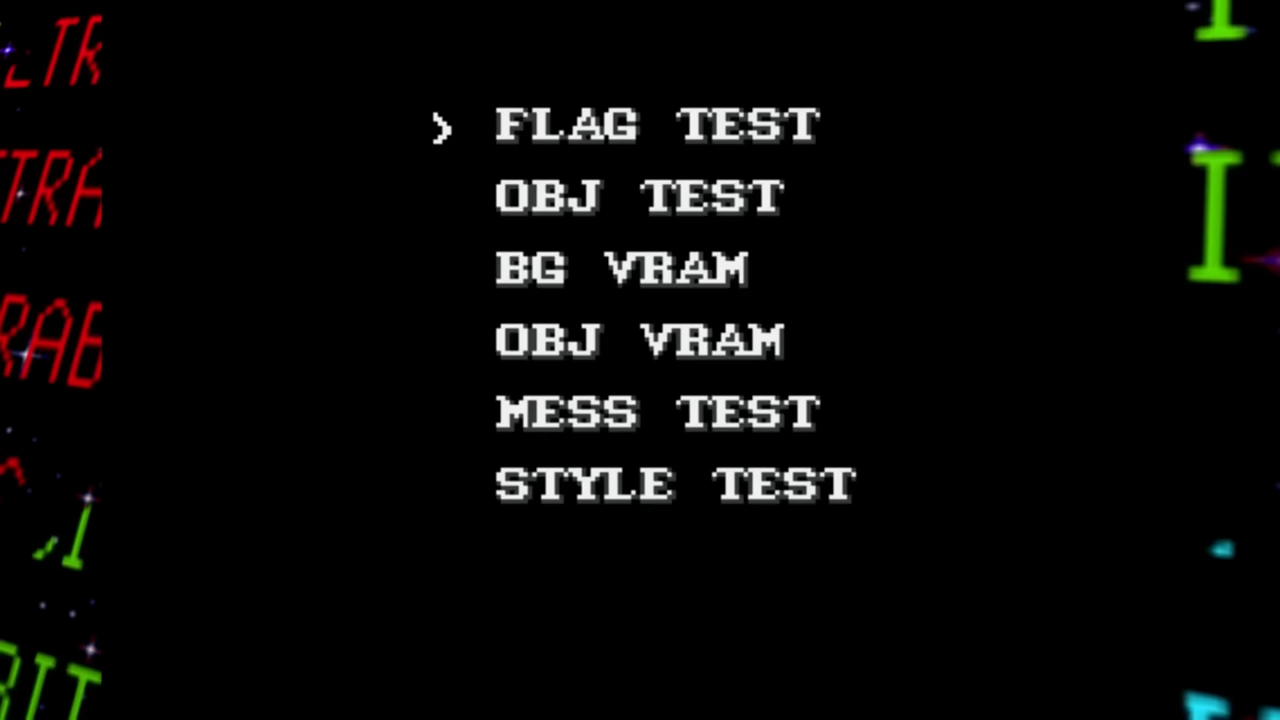 FLAG TEST
OBJ TEST
BG VRAM
OBJ VRAM
MESS TEST
STYLE TEST